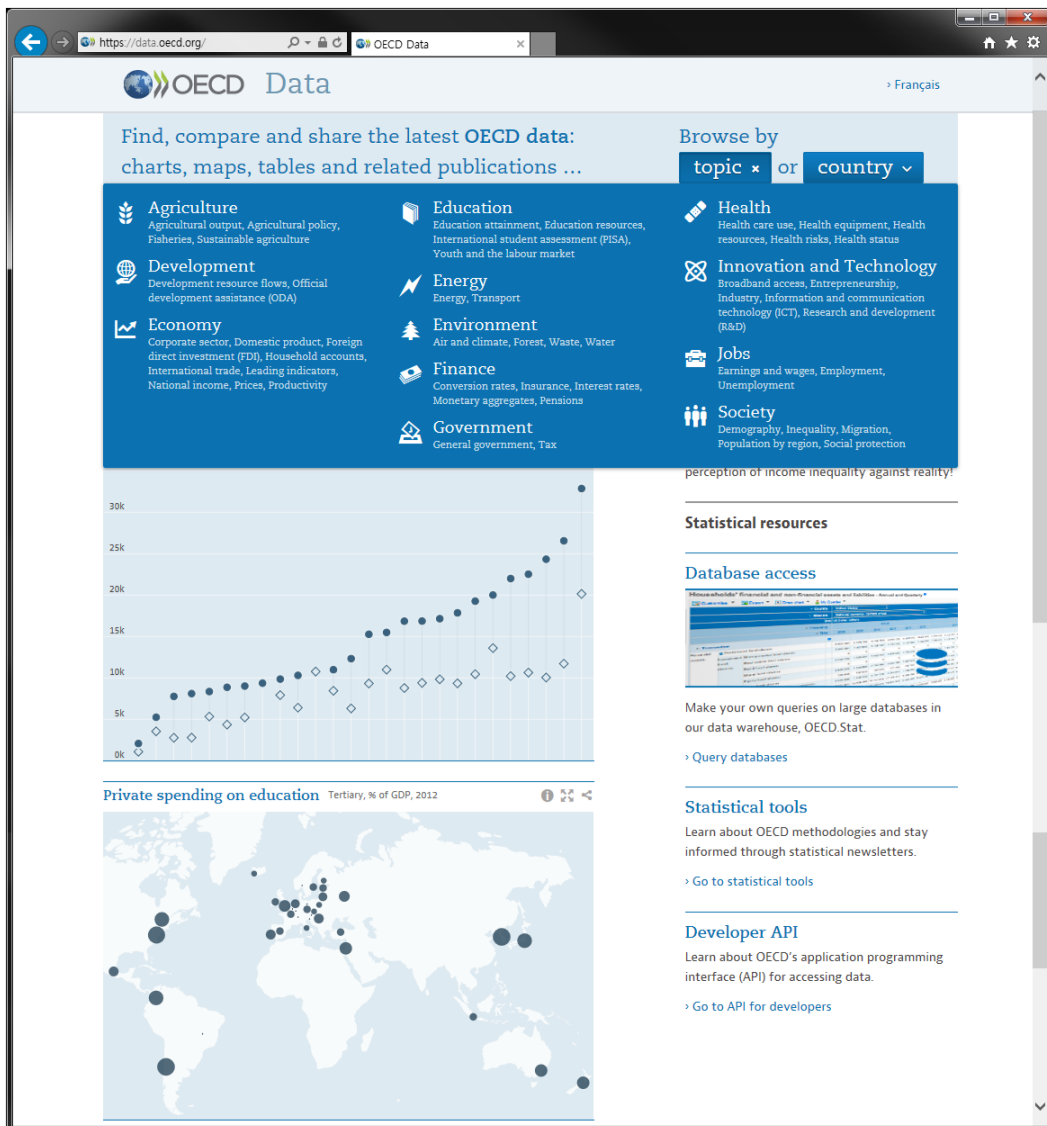 https://data.oecd.org/
OECD Data
OECD Data
› Français
Find, compare and share the latest OECD data:
charts, maps, tables and related publications ...
Browse by
topic × or country
Agriculture
Agricultural output, Agricultural policy,
Fisheries, Sustainable agriculture
Development
Development resource flows, Official
development assistance (ODA)
Economy
Corporate sector, Domestic product, Foreign
direct investment (FDI), Household accounts,
International trade, Leading indicators,
National income, Prices, Productivity
Education
Education attainment, Education resources,
International student assessment (PISA),
Youth and the labour market
Energy
Energy, Transport
Environment
Air and climate, Forest, Waste, Water
Finance
Conversion rates, Insurance, Interest rates,
Monetary aggregates, Pensions
Government
General government, Tax
Health
Health care use, Health equipment, Health
resources, Health risks, Health status
Innovation and Technology
Broadband access, Entrepreneurship,
Industry, Information and communication
technology (ICT), Research and development
(R&D)
Jobs
Earnings and wages, Employment,
Unemployment
Society
Demography, Inequality, Migration,
Population by region, Social protection
30k
25k
20k
15k
10k
5k
0k
Private spending on education Tertiary, % of GDP, 2012
perception of income inequality against reality!
Statistical resources
Database access
Households' financial and non-financial assets and liabilities - Annual and Quarterly
Make your own queries on large databases in
our data warehouse, OECD.Stat.
› Query databases
Statistical tools
Learn about OECD methodologies and stay
informed through statistical newsletters.
› Go to statistical tools
Developer API
Learn about OECD's application programming
interface (API) for accessing data.
› Go to API for developers